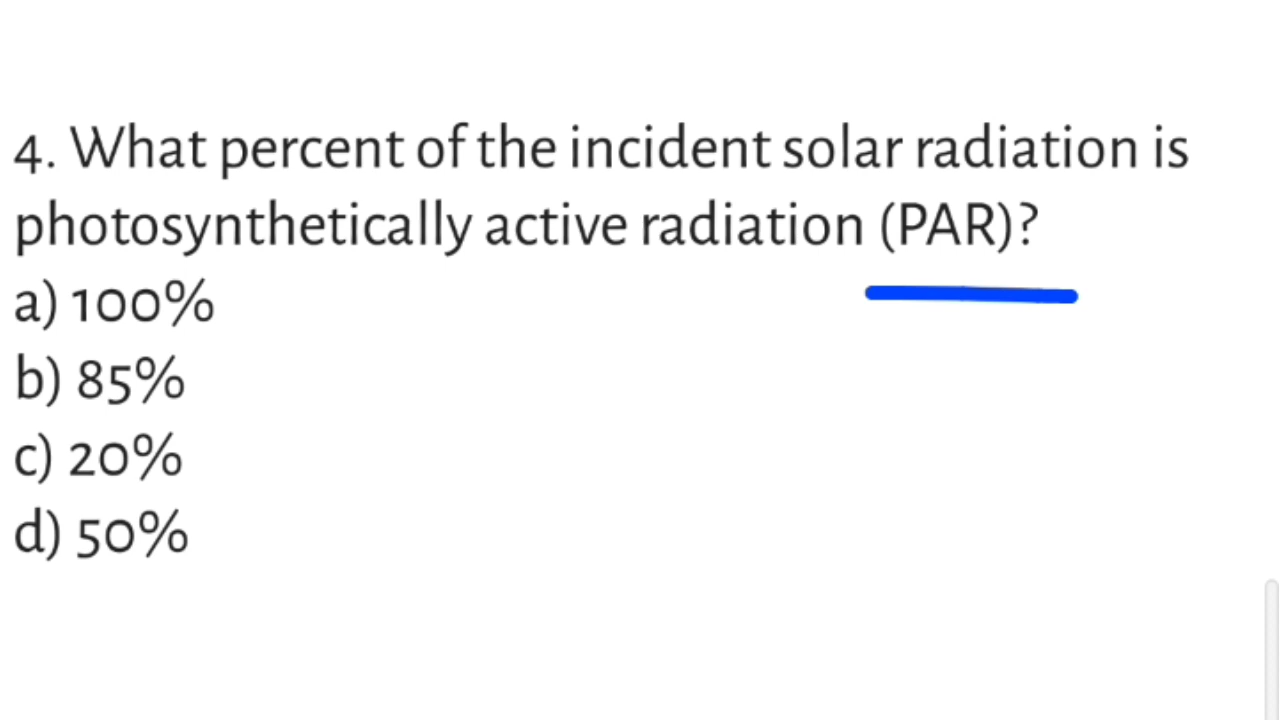 4. What percent of the incident solar radiation is
photosynthetically active radiation (PAR)?
a) 100%
b) 85%
c) 20%
d) 50%